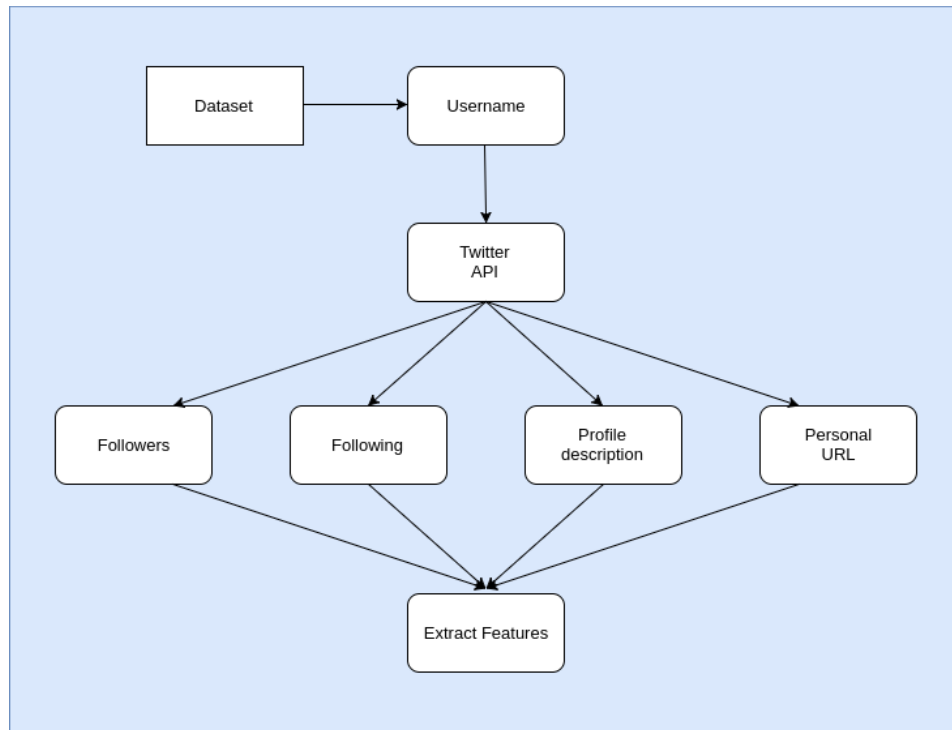 Dataset
Username
Twitter
API
Followers
Following
Profile
description
Personal
URL
Extract Features